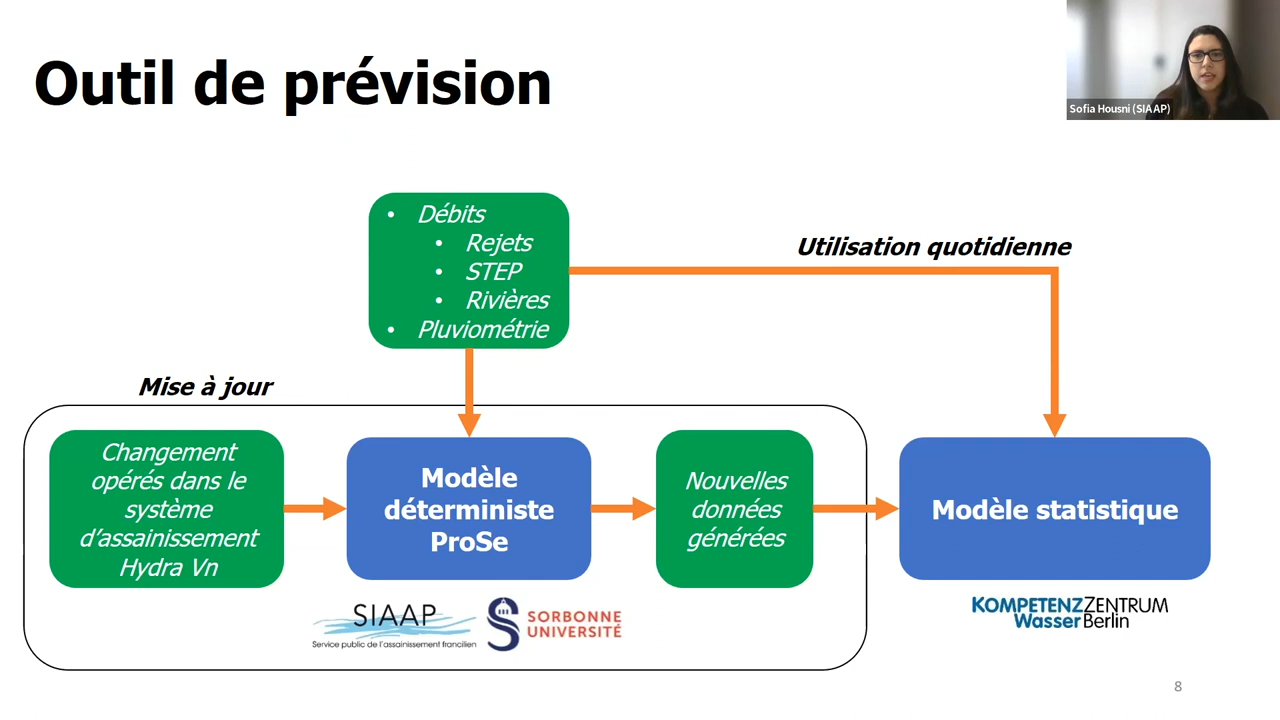 Outil de prévision
Sofia Housni (SIAAP)
• Débits
• Rejets
• STEP
• Rivières
• Pluviométrie
Utilisation quotidienne
Mise à jour
Changement
opérés dans le
système
d’assainissement
Hydra Vn
Modèle
déterministe
ProSe
Nouvelles
données
générées
Modèle statistique
SIAAP
Service public de l'assainissement francilien
S
SORBONNE
UNIVERSITÉ
KOMPETENZZENTRUM
WasserBerlin
8